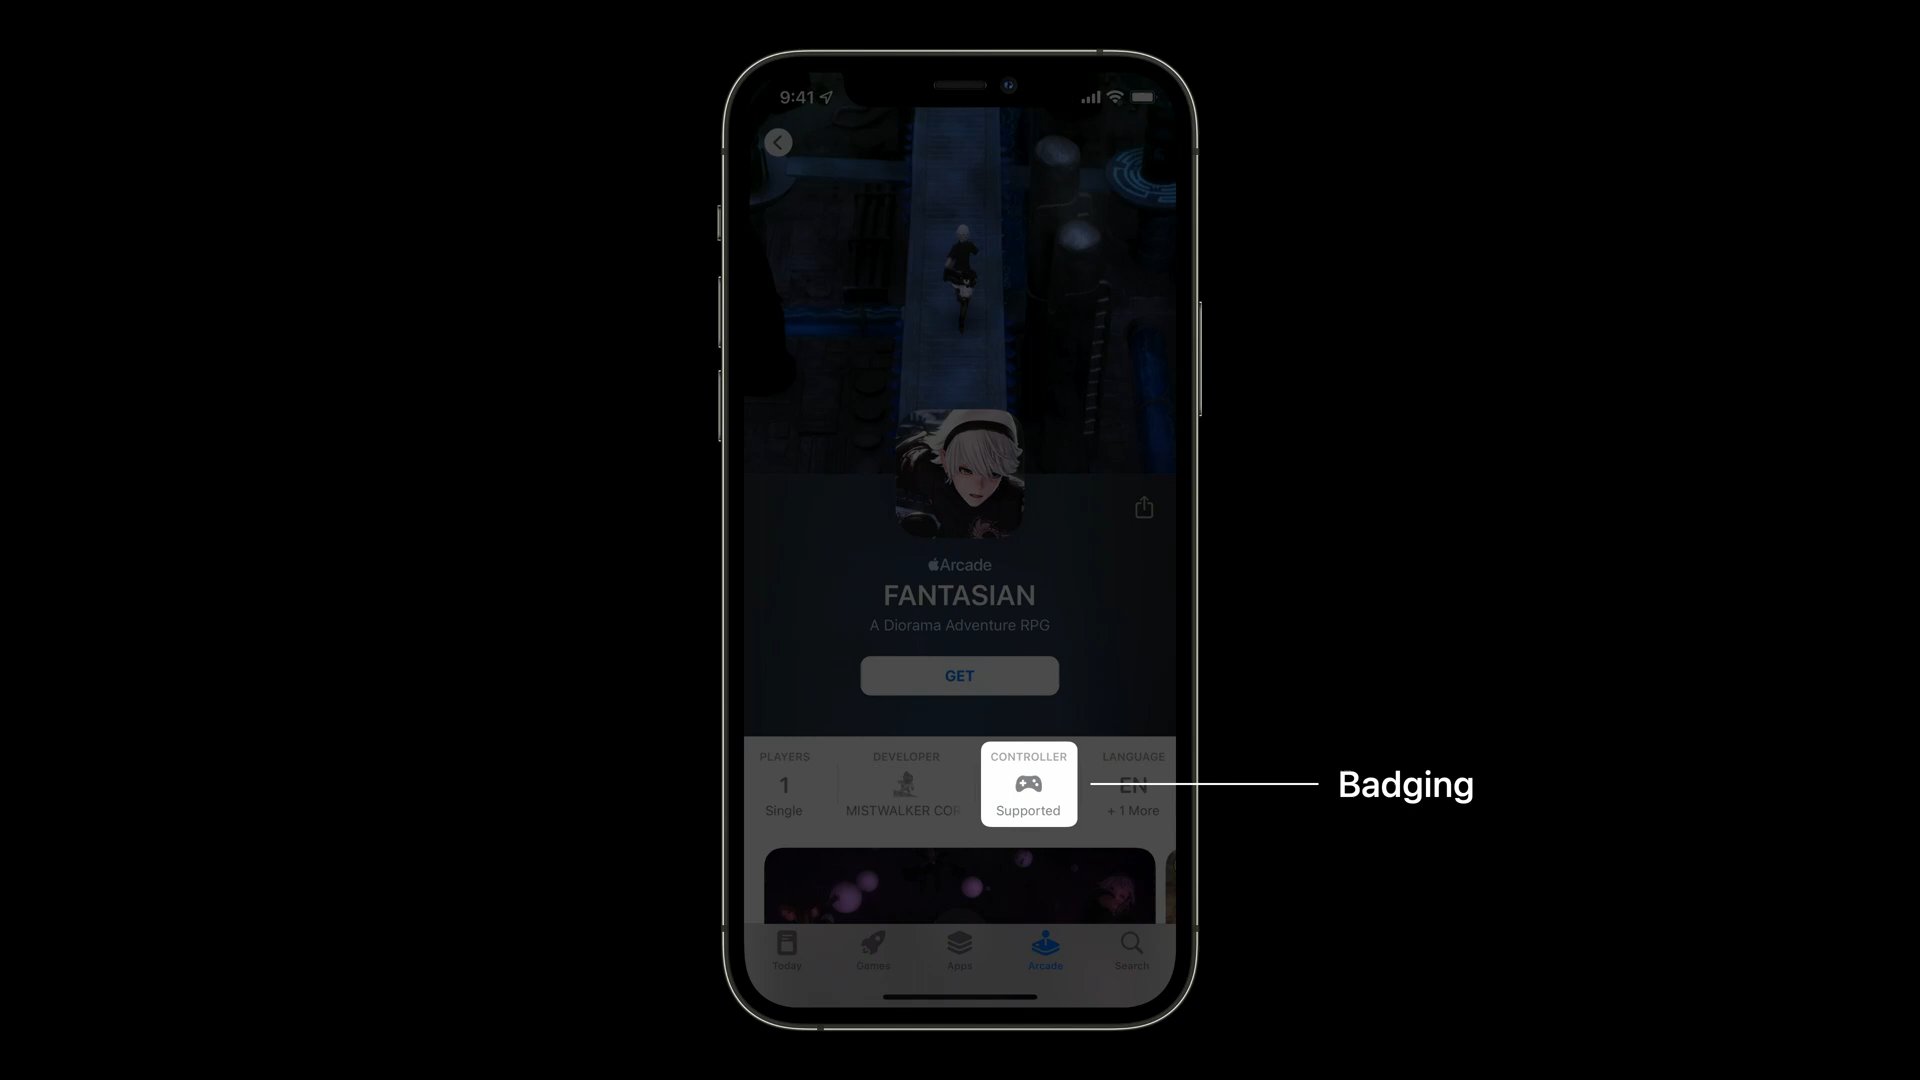 9:41
Arcade
FANTASIAN
A Diorama Adventure RPG
GET
PLAYERS
1
Single
DEVELOPER
MISTWALKER COR
CONTROLLER
Supported
LANGUAGE
EN
+ 1 More
Badging
Today
Games
Apps
Arcade
Search